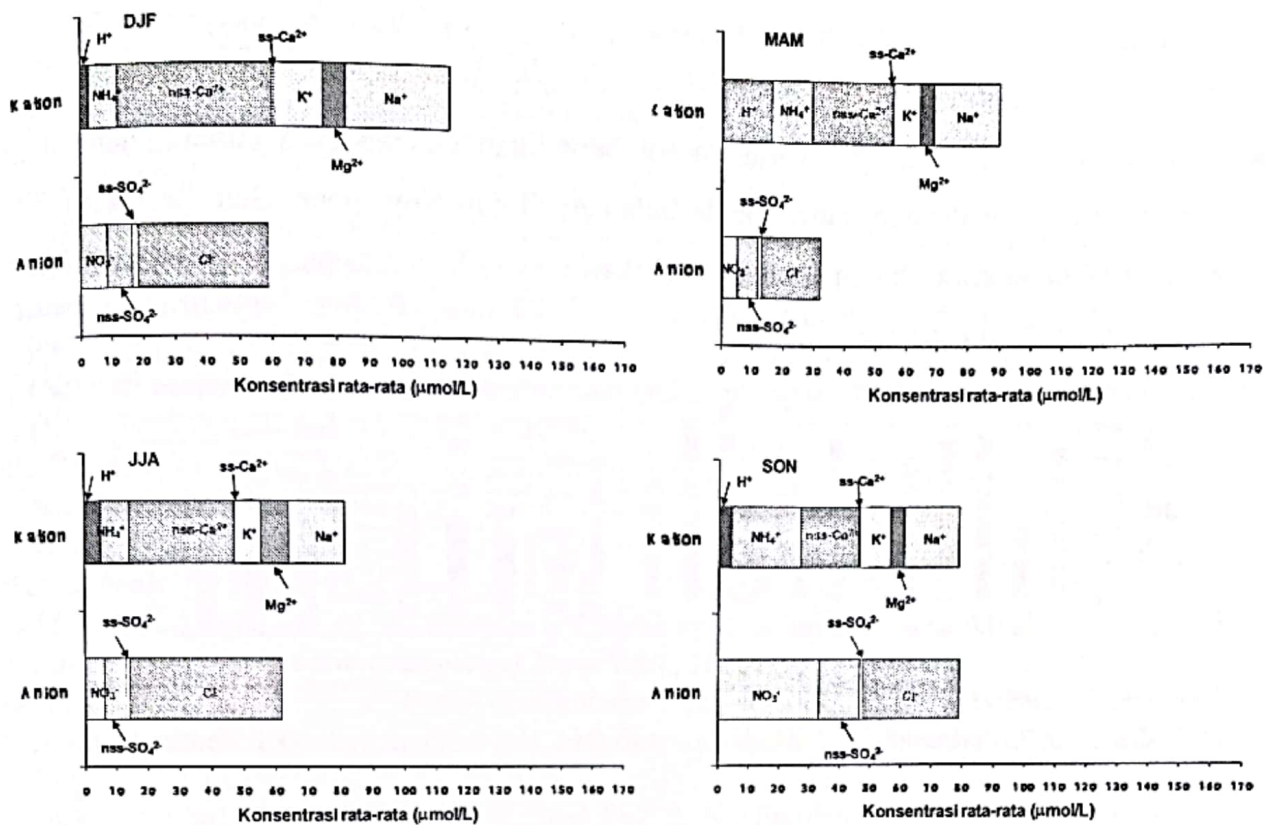 DJF
H⁺
ss-Ca²⁺
Kation
NH₄⁺
nss-Ca²⁺
K⁺
Na⁺
Mg²⁺
ss-SO₄²⁻
Anion
NO₃⁻
Cl⁻
nss-SO₄²⁻
0 10 20 30 40 50 60 70 80 90 100 110 120 130 140 150 160 170
Konsentrasi rata-rata (µmol/L)
MAM
ss-Ca²⁺
Kation
H⁺
NH₄⁺
nss-Ca²⁺
K⁺
Na⁺
Mg²⁺
ss-SO₄²⁻
Anion
NO₃⁻
Cl⁻
nss-SO₄²⁻
0 10 20 30 40 50 60 70 80 90 100 110 120 130 140 150 160 170
Konsentrasi rata-rata (µmol/L)
JJA
H⁺
ss-Ca²⁺
Kation
NH₄⁺
nss-Ca²⁺
K⁺
Na⁺
Mg²⁺
ss-SO₄²⁻
Anion
NO₃⁻
Cl⁻
nss-SO₄²⁻
0 10 20 30 40 50 60 70 80 90 100 110 120 130 140 150 160 170
Konsentrasi rata-rata (µmol/L)
SON
H⁺
ss-Ca²⁺
Kation
NH₄⁺
nss-Ca²⁺
K⁺
Na⁺
Mg²⁺
ss-SO₄²⁻
Anion
NO₃⁻
Cl⁻
nss-SO₄²⁻
0 10 20 30 40 50 60 70 80 90 100 110 120 130 140 150 160 170
Konsentrasi rata-rata (µmol/L)